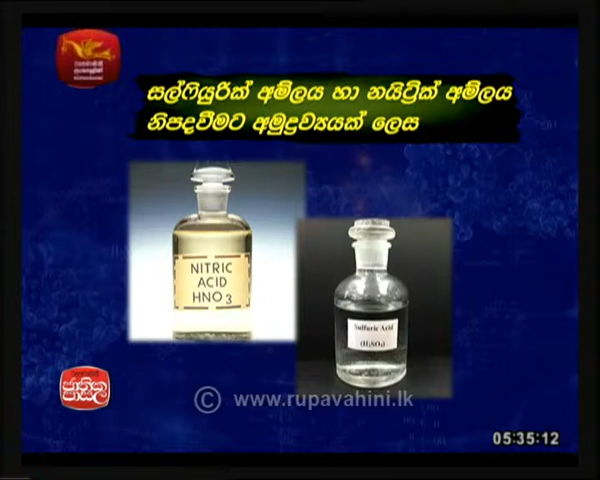 සල්ෆියුරික් අම්ලය හා නයිට්‍රික් අම්ලය
නිපදවීමට අමුද්‍රව්‍යයක් ලෙස
NITRIC
ACID
HNO3
Sulfuric Acid
(H2SO4)
ජාතික
පාසල
© www.rupavahini.lk
05:35:12